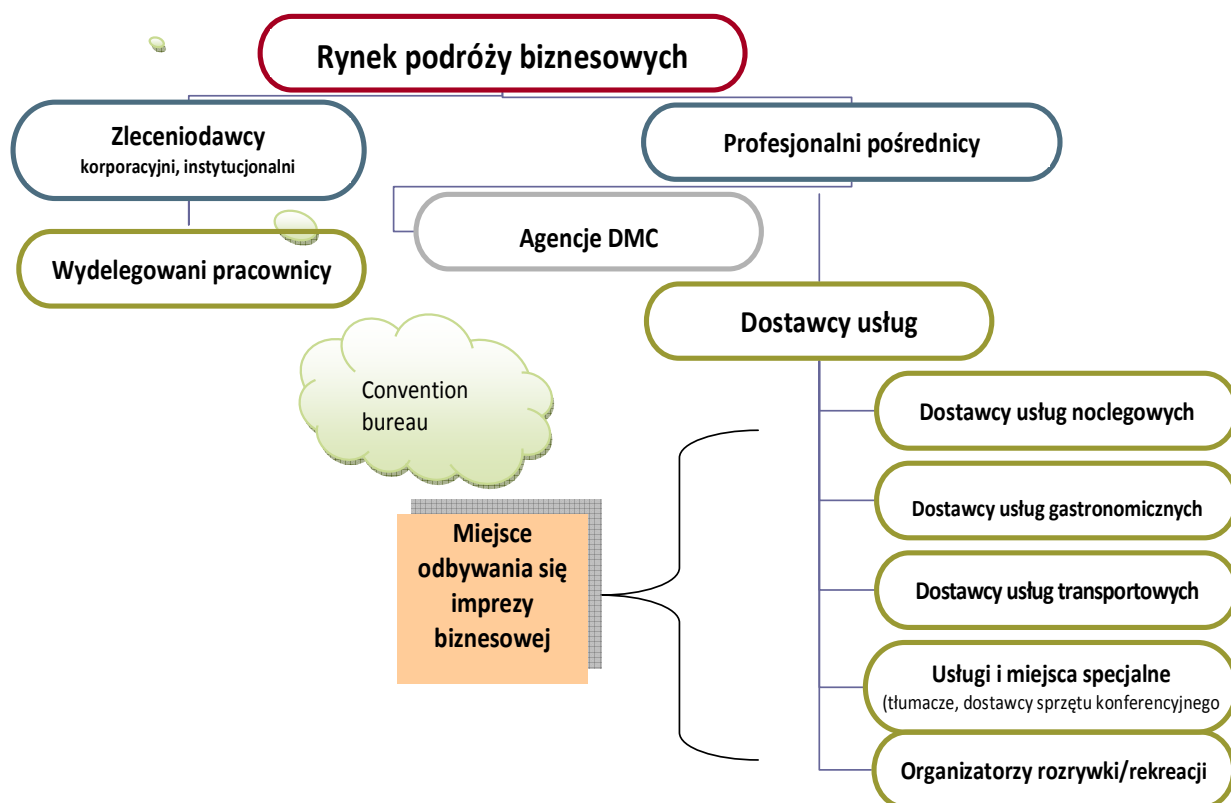 Rynek podróży biznesowych
Zleceniodawcy
korporacyjni, instytucjonalni
Profesjonalni pośrednicy
Agencje DMC
Wydelegowani pracownicy
Dostawcy usług
Convention
bureau
Dostawcy usług noclegowych
Dostawcy usług gastronomicznych
Miejsce
odbywania się
imprezy
biznesowej
Dostawcy usług transportowych
Usługi i miejsca specjalne
(tłumacze, dostawcy sprzętu konferencyjnego
Organizatorzy rozrywki/rekreacji